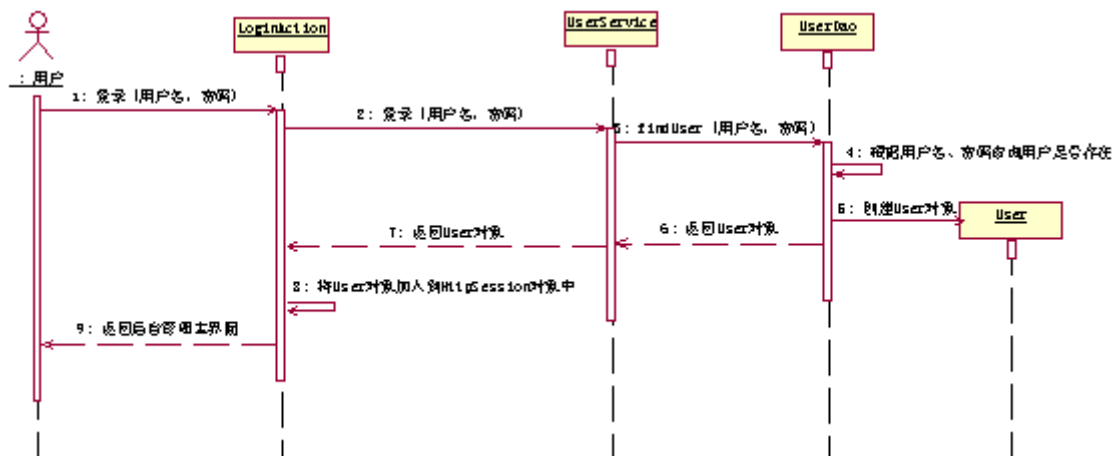 LoginAction
UserService
UserDao
: 用户
1: 登录(用户名,密码)
2: 登录(用户名,密码)
3: findUser(用户名,密码)
4: 根据用户名、密码查询用户是否存在
5: 创建User对象
User
6: 返回User对象
7: 返回User对象
8: 将User对象加入到HttpSession对象中
9: 返回后台管理主界面